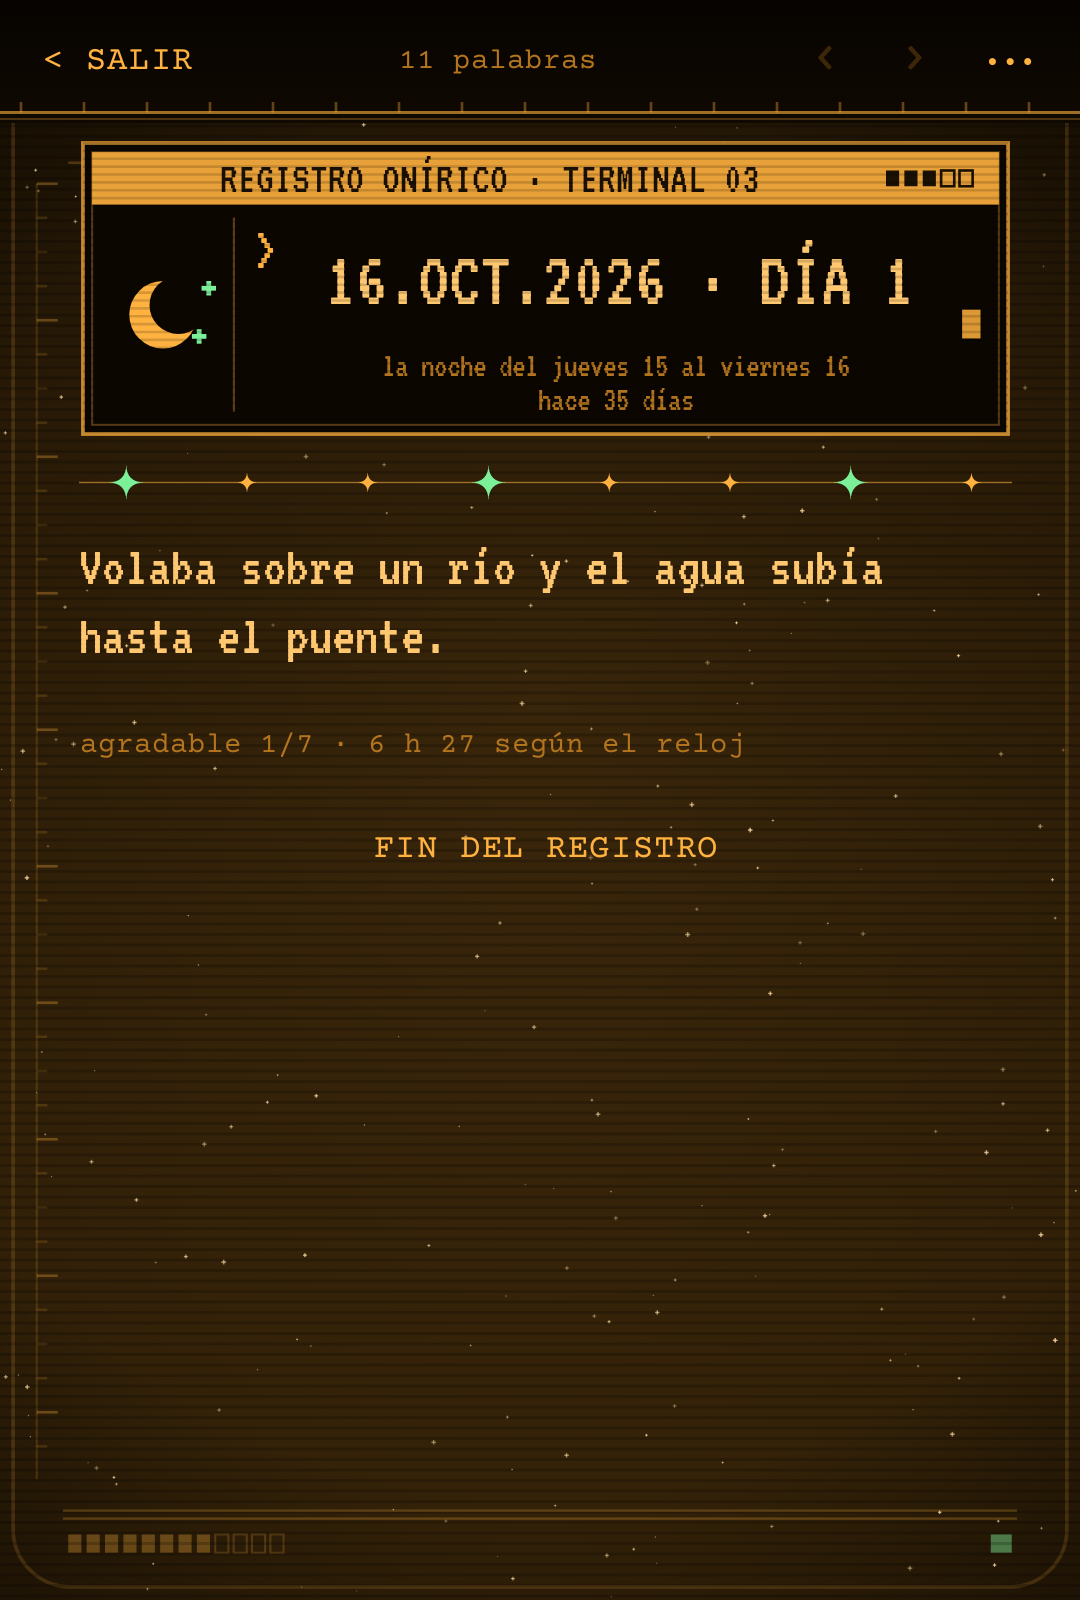 < SALIR
11 palabras
REGISTRO ONÍRICO · TERMINAL 03
16.OCT.2026 · DÍA 1
la noche del jueves 15 al viernes 16
hace 35 días
Volaba sobre un río y el agua subía
hasta el puente.
agradable 1/7 · 6 h 27 según el reloj
FIN DEL REGISTRO